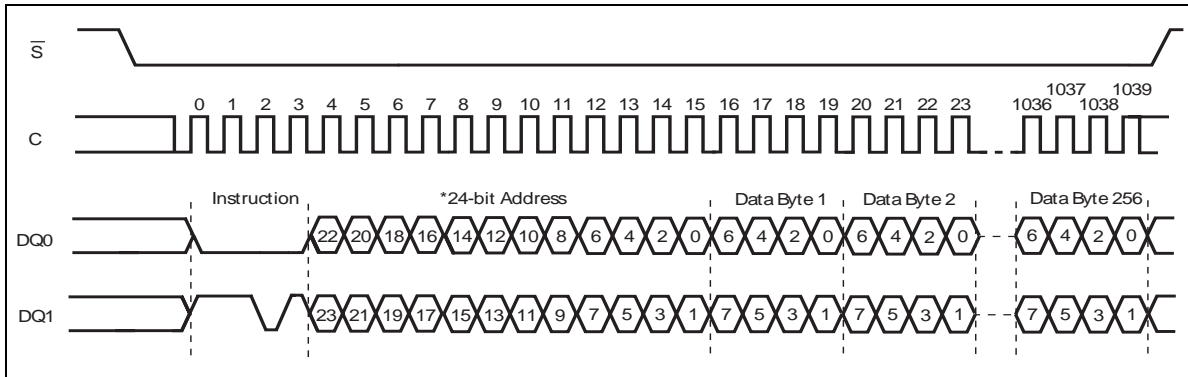 S
1037 1039
0 1 2 3 4 5 6 7 8 9 10 11 12 13 14 15 16 17 18 19 20 21 22 23 1036 1038
C
Instruction *24-bit Address Data Byte 1 Data Byte 2 Data Byte 256
DQ0 22 20 18 16 14 12 10 8 6 4 2 0 6 4 2 0 6 4 2 0 6 4 2 0
DQ1 23 21 19 17 15 13 11 9 7 5 3 1 7 5 3 1 7 5 3 1 7 5 3 1